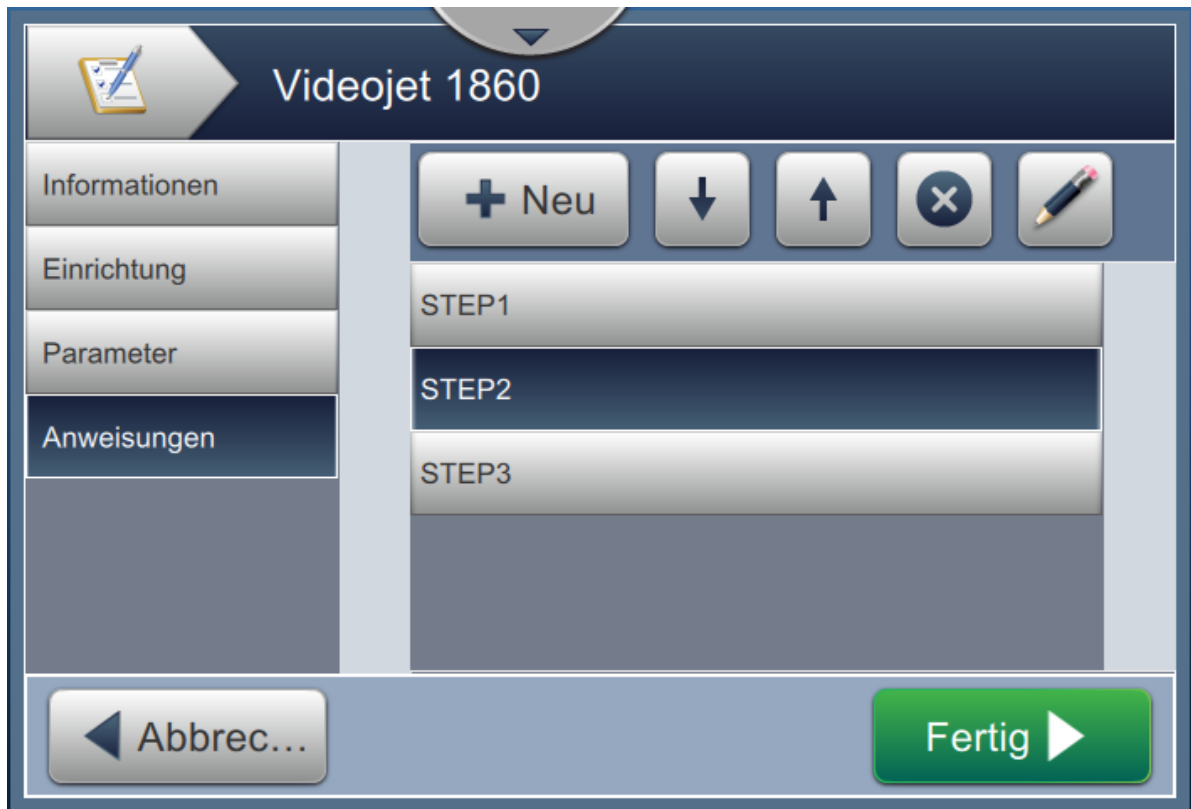 Videojet 1860
Informationen
Einrichtung
Parameter
Anweisungen
Neu
STEP1
STEP2
STEP3
Abbrec...
Fertig